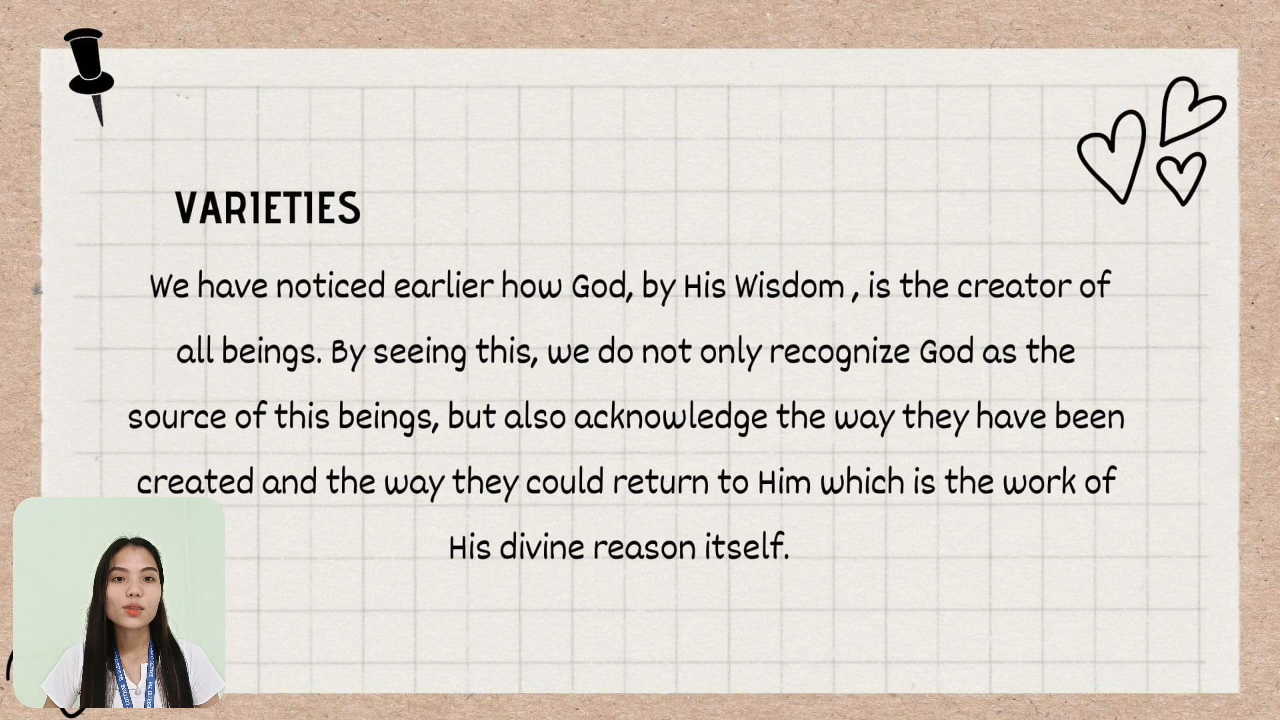 VARIETIES
We have noticed earlier how God, by His Wisdom , is the creator of
all beings. By seeing this, we do not only recognize God as the
source of this beings, but also acknowledge the way they have been
created and the way they could return to Him which is the work of
His divine reason itself.